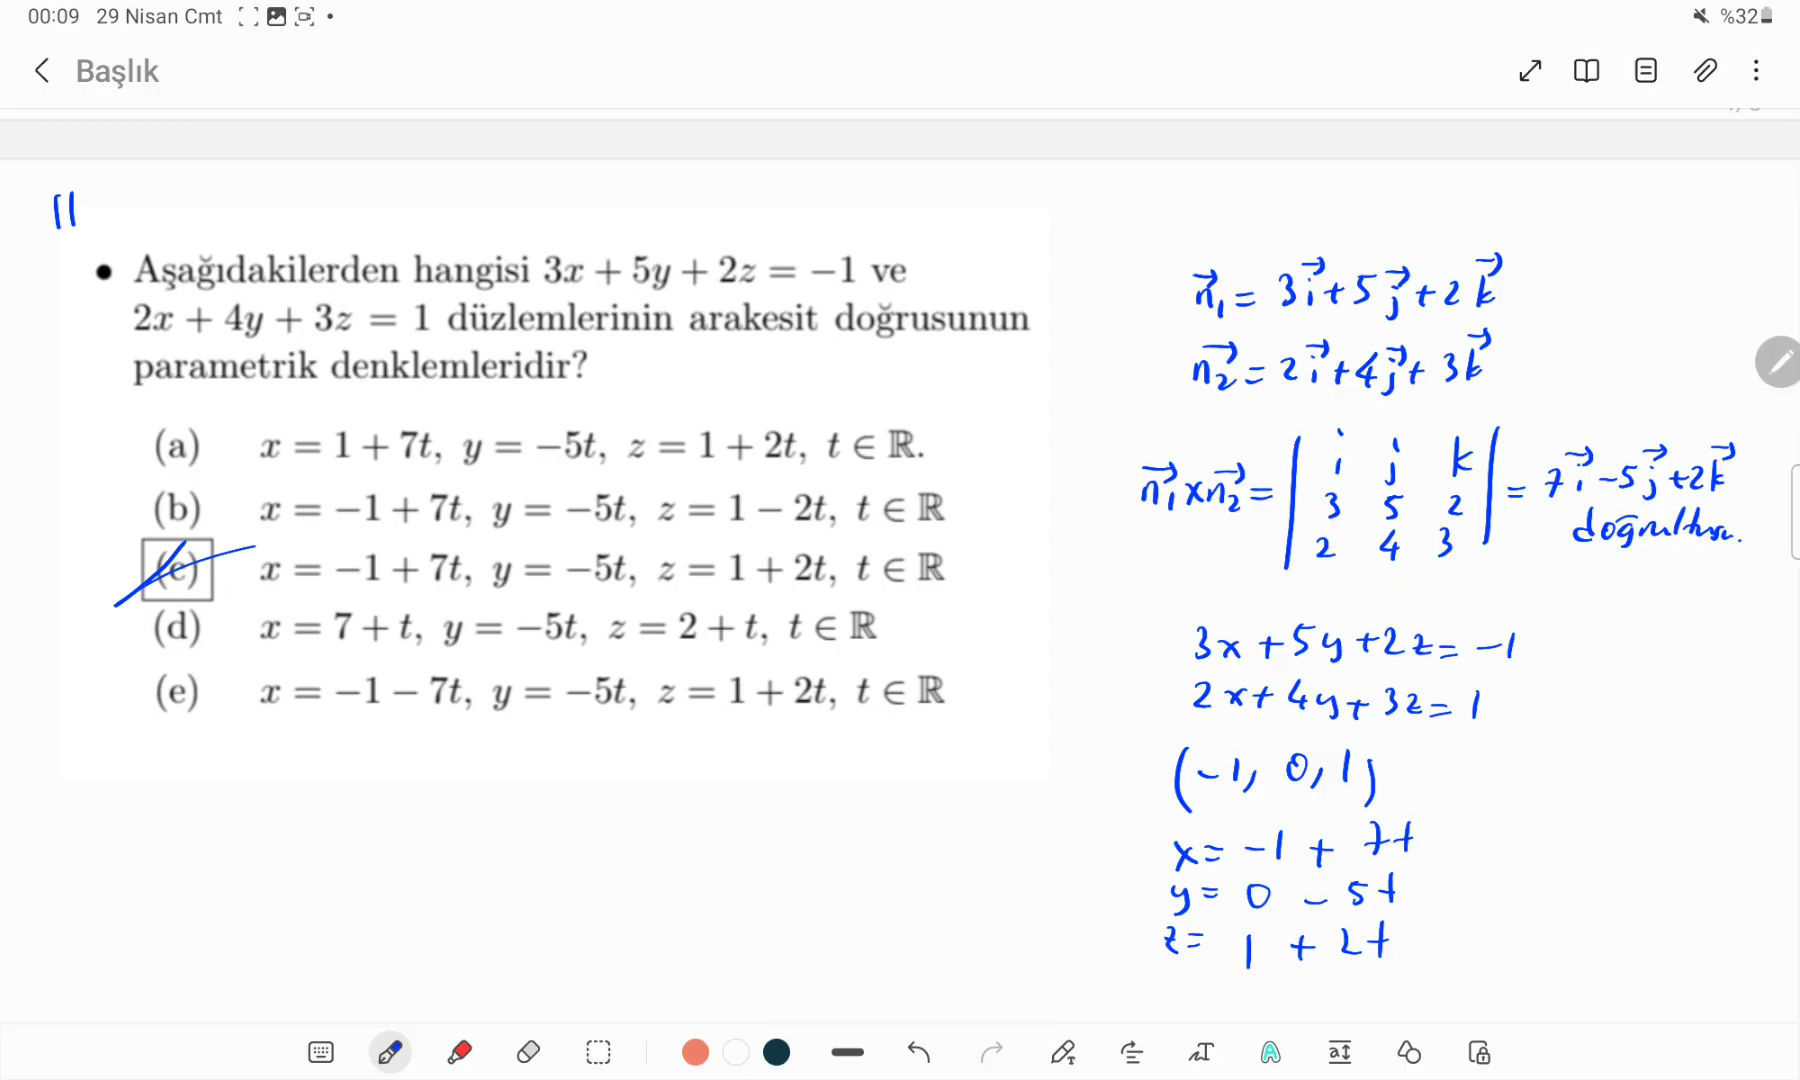 00:09 29 Nisan Cmt
%32
Başlık
11
• Aşağıdakilerden hangisi 3x + 5y + 2z = −1 ve
2x + 4y + 3z = 1 düzlemlerinin arakesit doğrusunun
parametrik denklemleridir?
(a) x = 1 + 7t, y = −5t, z = 1 + 2t, t ∈ ℝ.
(b) x = −1 + 7t, y = −5t, z = 1 − 2t, t ∈ ℝ
(c) x = −1 + 7t, y = −5t, z = 1 + 2t, t ∈ ℝ
(d) x = 7 + t, y = −5t, z = 2 + t, t ∈ ℝ
(e) x = −1 − 7t, y = −5t, z = 1 + 2t, t ∈ ℝ
n⃗₁ = 3i⃗ + 5j⃗ + 2k⃗
n⃗₂ = 2i⃗ + 4j⃗ + 3k⃗
n⃗₁ x n⃗₂ = | i j k | = 7i⃗ − 5j⃗ + 2k⃗
3 5 2
2 4 3
doğrultusu.
3x + 5y + 2z = −1
2x + 4y + 3z = 1
(−1, 0, 1)
x = −1 + 7t
y = 0 − 5t
z = 1 + 2t